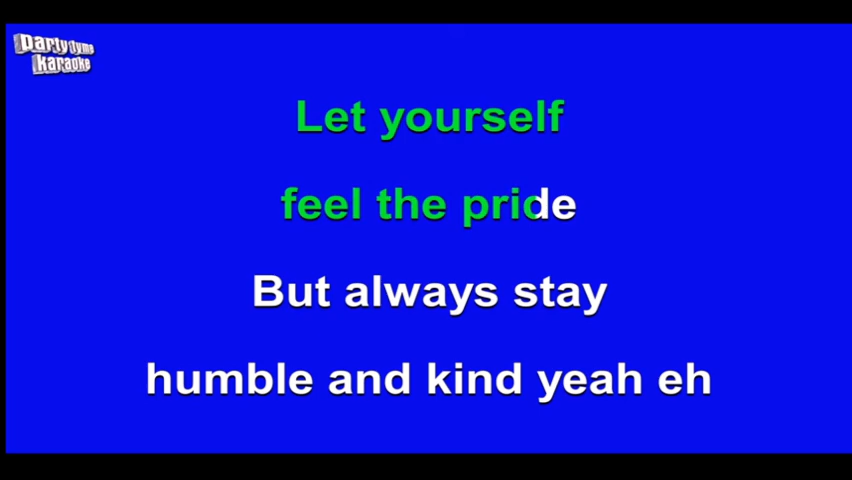 Party Tyme
Karaoke
Let yourself
feel the pride
But always stay
humble and kind yeah eh